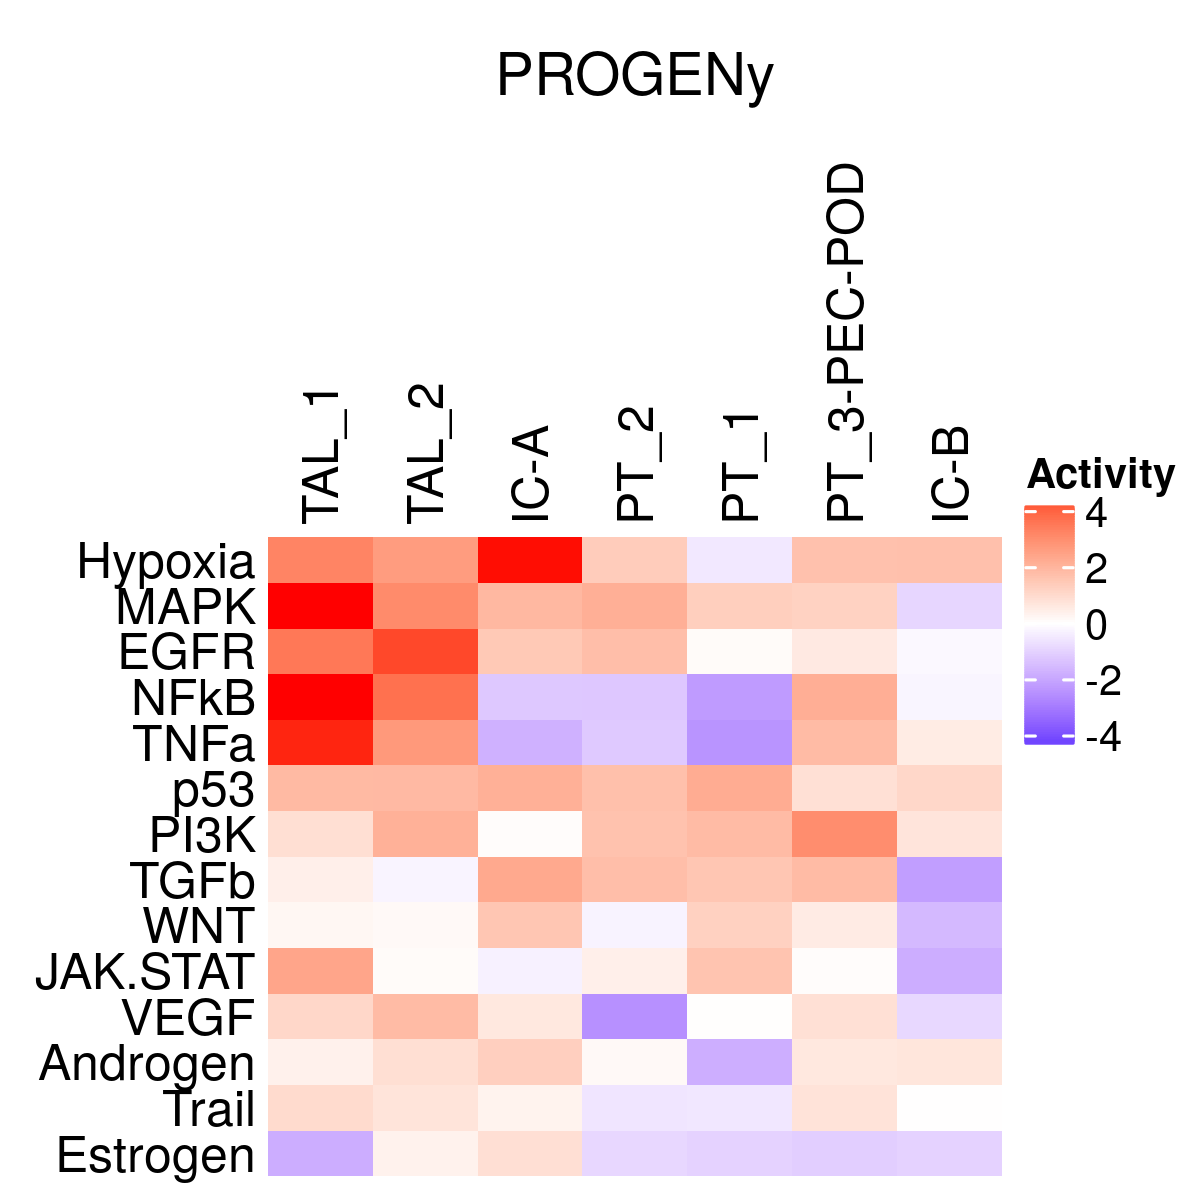 PROGENy
TAL_1
TAL_2
IC-A
PT_2
PT_1
PT_3-PEC-POD
IC-B
Activity
4
2
0
-2
-4
Hypoxia
MAPK
EGFR
NFkB
TNFa
p53
PI3K
TGFb
WNT
JAK.STAT
VEGF
Androgen
Trail
Estrogen